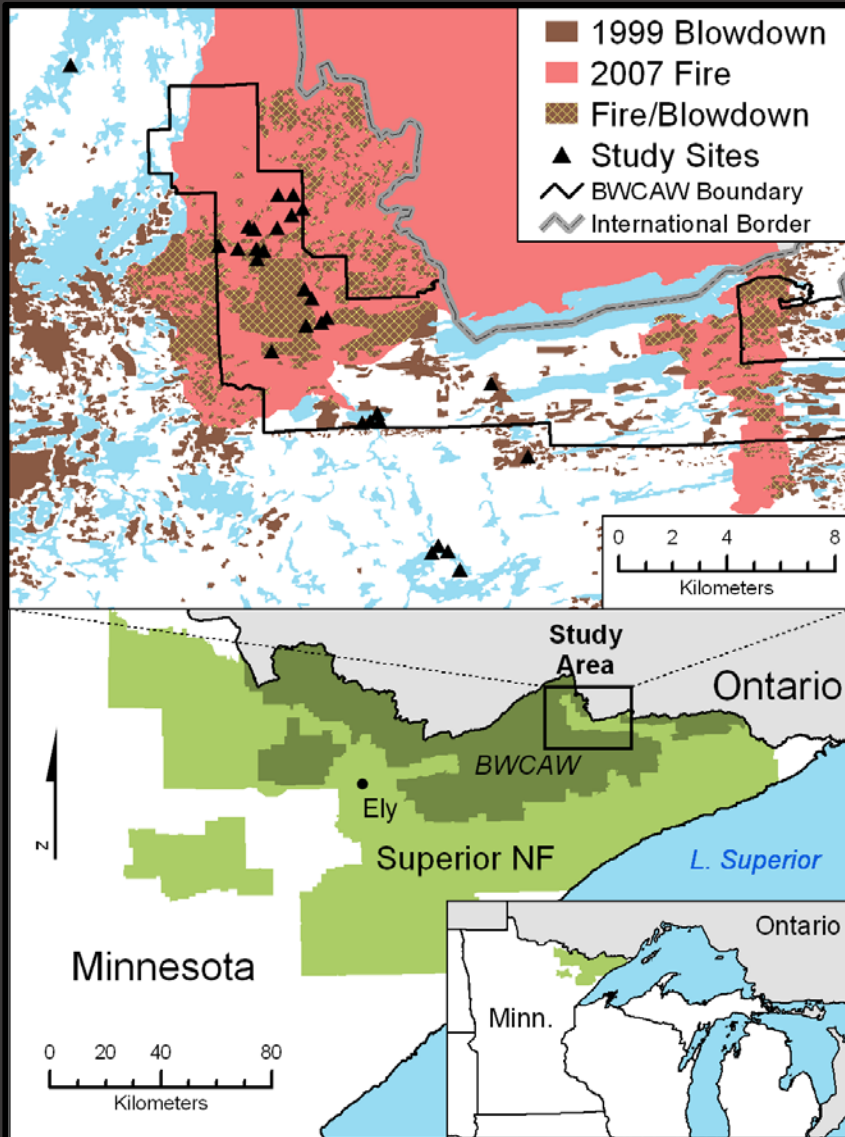 1999 Blowdown
2007 Fire
Fire/Blowdown
Study Sites
BWCAW Boundary
International Border
0 2 4 8
Kilometers
Study
Area
Ontario
BWCAW
Ely
N
Superior NF
L. Superior
Minnesota
0 20 40 80
Kilometers
Ontario
Minn.